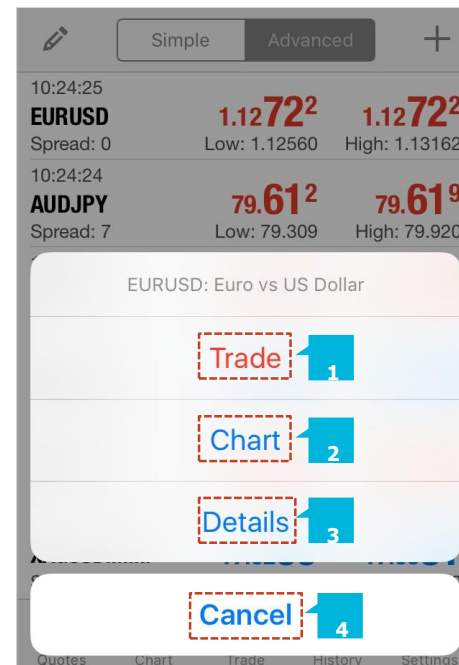 Simple Advanced
10:24:25
EURUSD 1.12722 1.12722
Spread: 0 Low: 1.12560 High: 1.13162
10:24:24
AUDJPY 79.612 79.619
Spread: 7 Low: 79.309 High: 79.920
EURUSD: Euro vs US Dollar
Trade 1
Chart 2
Details 3
Cancel 4
Quotes Chart Trade History Settings